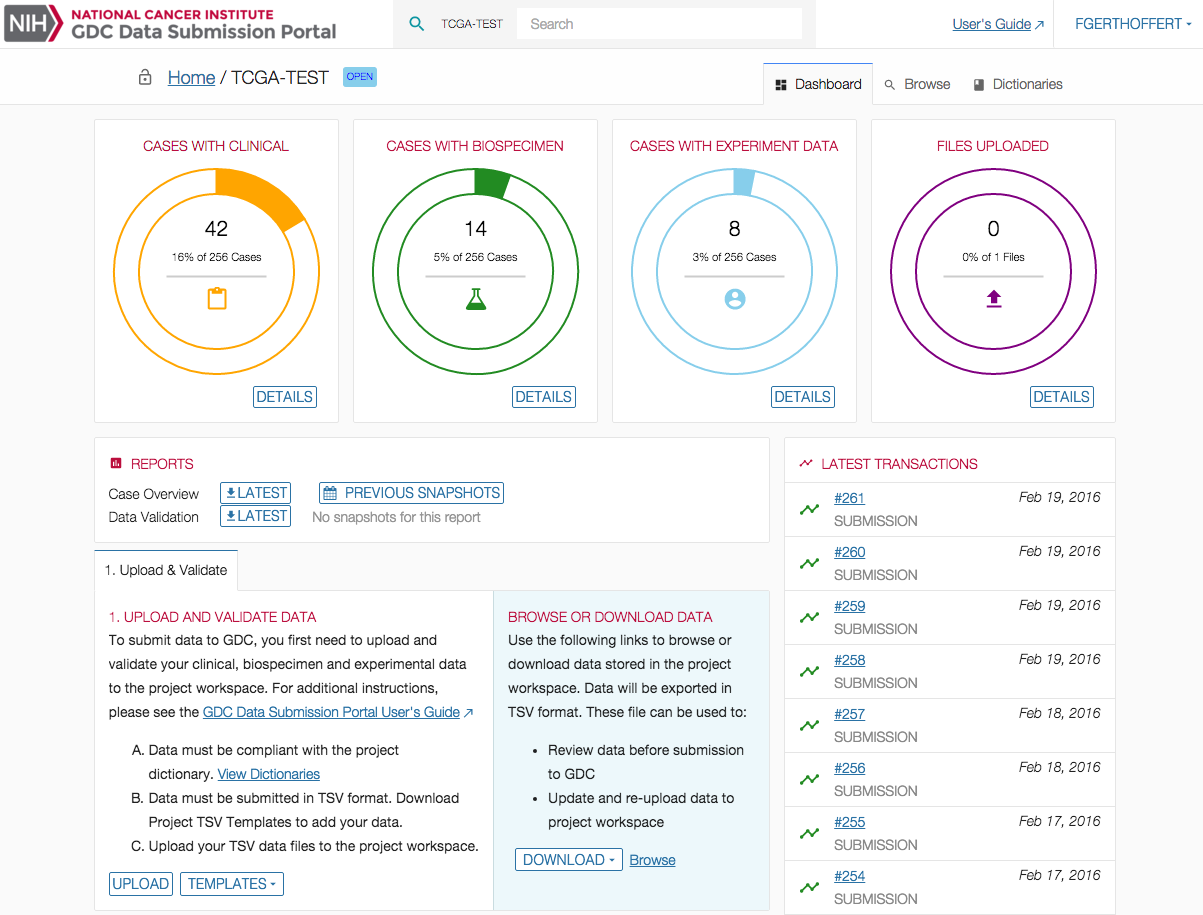 NIH NATIONAL CANCER INSTITUTE
GDC Data Submission Portal
TCGA-TEST
Search
User's Guide
FGERTHOFFERT
Home / TCGA-TEST OPEN
Dashboard
Browse
Dictionaries
CASES WITH CLINICAL
42
16% of 256 Cases
DETAILS
CASES WITH BIOSPECIMEN
14
5% of 256 Cases
DETAILS
CASES WITH EXPERIMENT DATA
8
3% of 256 Cases
DETAILS
FILES UPLOADED
0
0% of 1 Files
DETAILS
REPORTS
Case Overview LATEST PREVIOUS SNAPSHOTS
Data Validation LATEST No snapshots for this report
1. Upload & Validate
1. UPLOAD AND VALIDATE DATA
To submit data to GDC, you first need to upload and
validate your clinical, biospecimen and experimental data
to the project workspace. For additional instructions,
please see the GDC Data Submission Portal User's Guide
A. Data must be compliant with the project
dictionary. View Dictionaries
B. Data must be submitted in TSV format. Download
Project TSV Templates to add your data.
C. Upload your TSV data files to the project workspace.
UPLOAD TEMPLATES
BROWSE OR DOWNLOAD DATA
Use the following links to browse or
download data stored in the project
workspace. Data will be exported in
TSV format. These file can be used to:
• Review data before submission
to GDC
• Update and re-upload data to
project workspace
DOWNLOAD Browse
LATEST TRANSACTIONS
#261 Feb 19, 2016
SUBMISSION
#260 Feb 19, 2016
SUBMISSION
#259 Feb 19, 2016
SUBMISSION
#258 Feb 19, 2016
SUBMISSION
#257 Feb 18, 2016
SUBMISSION
#256 Feb 18, 2016
SUBMISSION
#255 Feb 17, 2016
SUBMISSION
#254 Feb 17, 2016
SUBMISSION